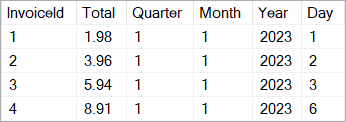 InvoiceId Total Quarter Month Year Day
1 1.98 1 1 2023 1
2 3.96 1 1 2023 2
3 5.94 1 1 2023 3
4 8.91 1 1 2023 6